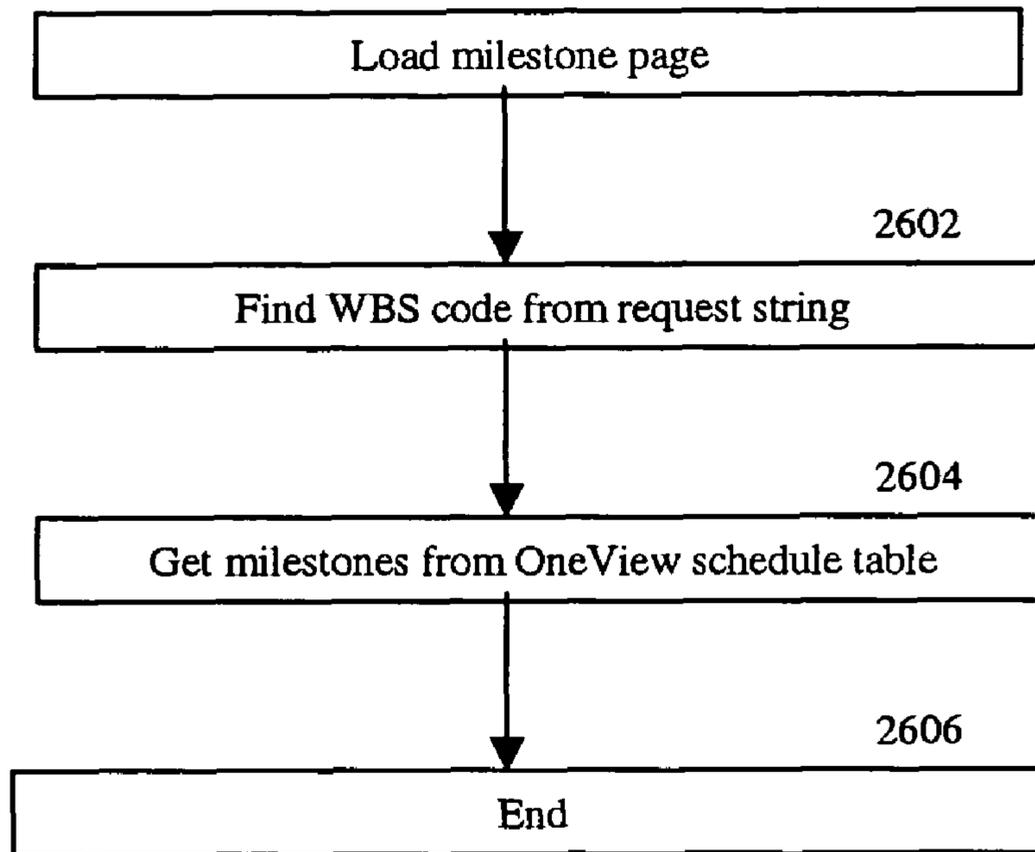 Load milestone page
2602
Find WBS code from request string
2604
Get milestones from OneView schedule table
2606
End